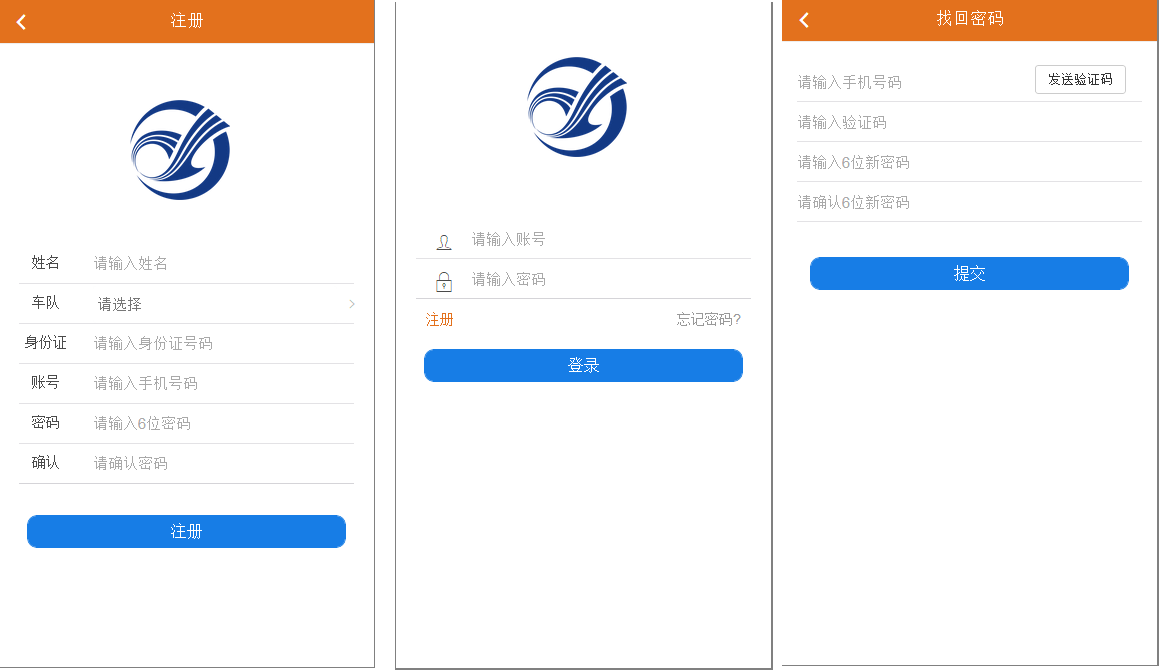 注册
姓名 请输入姓名
车队 请选择
身份证 请输入身份证号码
账号 请输入手机号码
密码 请输入6位密码
确认 请确认密码
注册
请输入账号
请输入密码
注册 忘记密码?
登录
找回密码
请输入手机号码 发送验证码
请输入验证码
请输入6位新密码
请确认6位新密码
提交